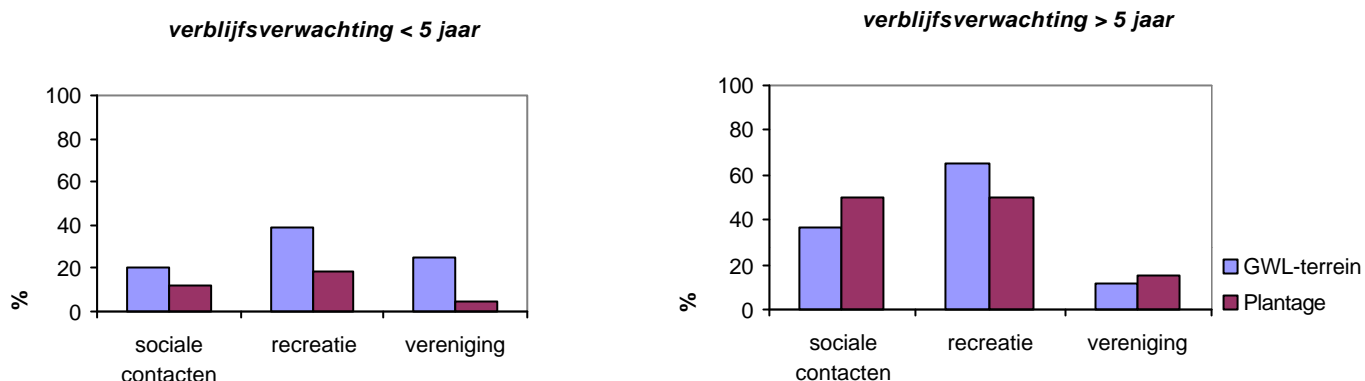 verblijfsverwachting < 5 jaar
100
80
60
40
20
0
%
sociale
contacten
recreatie
vereniging
verblijfsverwachting > 5 jaar
100
80
60
40
20
0
%
sociale
contacten
recreatie
vereniging
GWL-terrein
Plantage